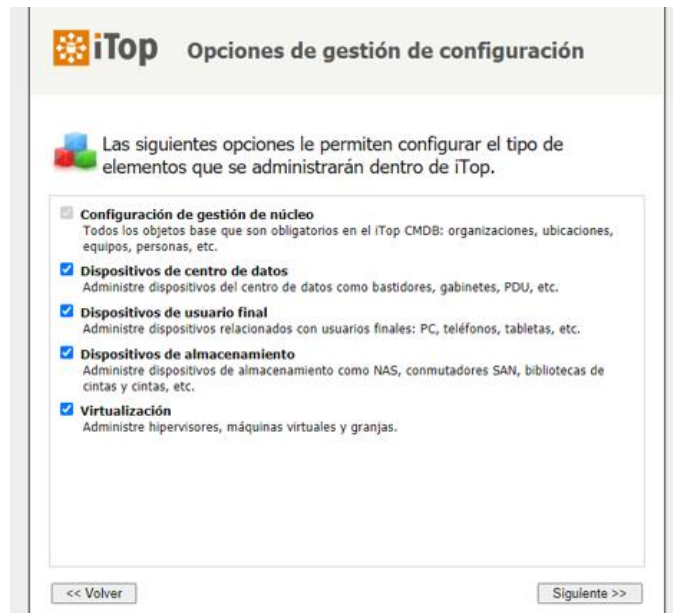 iTop Opciones de gestión de configuración
Las siguientes opciones le permiten configurar el tipo de
elementos que se administrarán dentro de iTop.
Configuración de gestión de núcleo
Todos los objetos base que son obligatorios en el iTop CMDB: organizaciones, ubicaciones,
equipos, personas, etc.
Dispositivos de centro de datos
Administre dispositivos del centro de datos como bastidores, gabinetes, PDU, etc.
Dispositivos de usuario final
Administre dispositivos relacionados con usuarios finales: PC, teléfonos, tabletas, etc.
Dispositivos de almacenamiento
Administre dispositivos de almacenamiento como NAS, conmutadores SAN, bibliotecas de
cintas y cintas, etc.
Virtualización
Administre hipervisores, máquinas virtuales y granjas.
<< Volver Siguiente >>